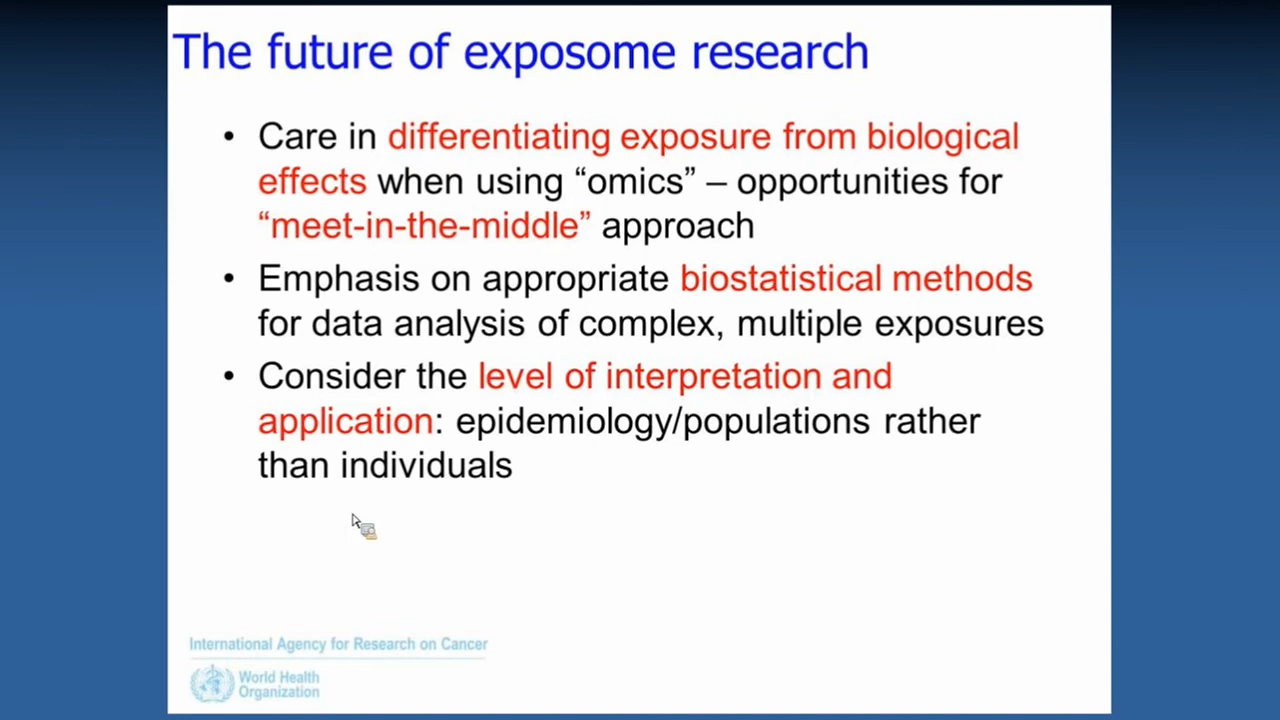 The future of exposome research
• Care in differentiating exposure from biological
effects when using “omics” – opportunities for
“meet-in-the-middle” approach
• Emphasis on appropriate biostatistical methods
for data analysis of complex, multiple exposures
• Consider the level of interpretation and
application: epidemiology/populations rather
than individuals
International Agency for Research on Cancer
World Health
Organization